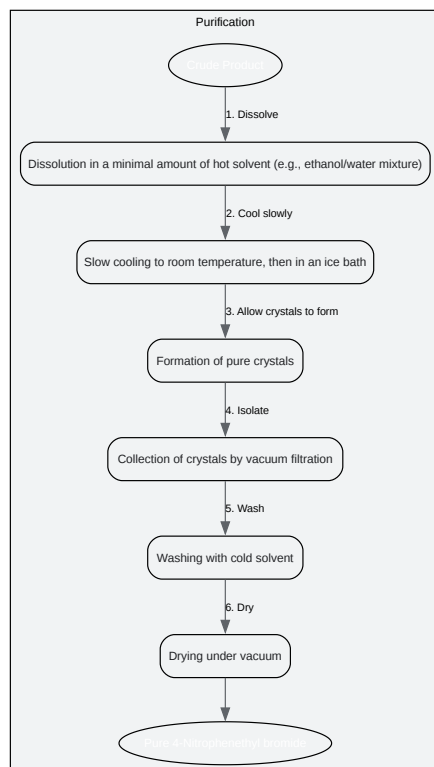 Purification
Crude Product
1. Dissolve
Dissolution in a minimal amount of hot solvent (e.g., ethanol/water mixture)
2. Cool slowly
Slow cooling to room temperature, then in an ice bath
3. Allow crystals to form
Formation of pure crystals
4. Isolate
Collection of crystals by vacuum filtration
5. Wash
Washing with cold solvent
6. Dry
Drying under vacuum
Pure 4-Nitrophenethyl bromide